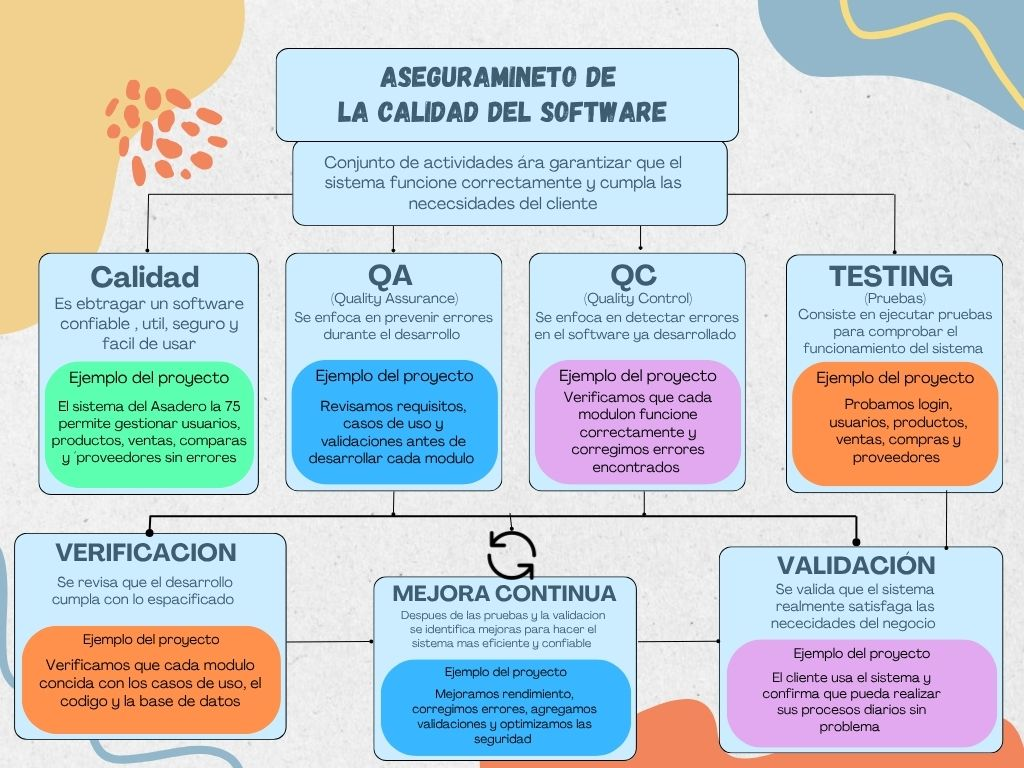 ASEGURAMINETO DE
LA CALIDAD DEL SOFTWARE
Conjunto de actividades ára garantizar que el
sistema funcione correctamente y cumpla las
nececsidades del cliente
Calidad
Es ebtragar un software
confiable , util, seguro y
facil de usar
Ejemplo del proyecto
El sistema del Asadero la 75
permite gestionar usuarios,
productos, ventas, comparas
y ´proveedores sin errores
QA
(Quality Assurance)
Se enfoca en prevenir errores
durante el desarrollo
Ejemplo del proyecto
Revisamos requisitos,
casos de uso y
validaciones antes de
desarrollar cada modulo
QC
(Quality Control)
Se enfoca en detectar errores
en el software ya desarrollado
Ejemplo del proyecto
Verificamos que cada
modulon funcione
correctamente y
corregimos errores
encontrados
TESTING
(Pruebas)
Consiste en ejecutar pruebas
para comprobar el
funcionamiento del sistema
Ejemplo del proyecto
Probamos login,
usuarios, productos,
ventas, compras y
proveedores
VERIFICACION
Se revisa que el desarrollo
cumpla con lo espacificado
Ejemplo del proyecto
Verificamos que cada modulo
concida con los casos de uso, el
codigo y la base de datos
MEJORA CONTINUA
Despues de las pruebas y la validacion
se identifica mejoras para hacer el
sistema mas eficiente y confiable
Ejemplo del proyecto
Mejoramos rendimiento,
corregimos errores, agregamos
validaciones y optimizamos las
seguridad
VALIDACIÓN
Se valida que el sistema
realmente satisfaga las
nececidades del negocio
Ejemplo del proyecto
El cliente usa el sistema y
confirma que pueda realizar
sus procesos diarios sin
problema